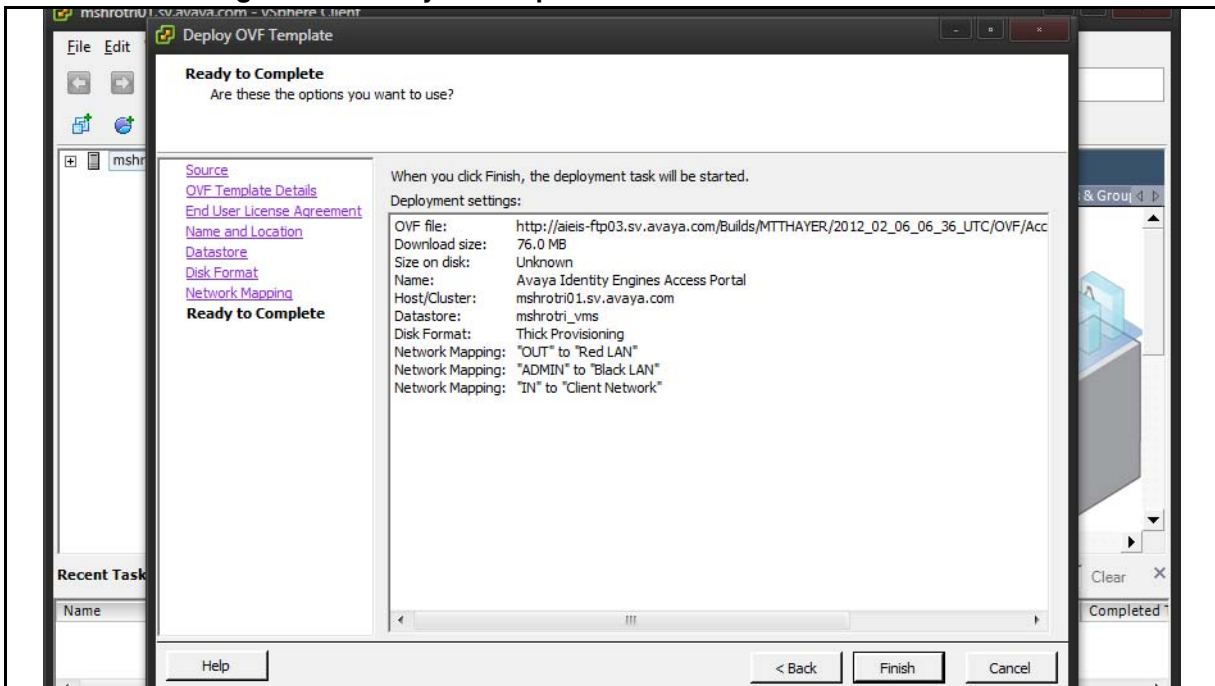 mshrotri01.sv.avaya.com - vSphere Client
Deploy OVF Template
File Edit
Ready to Complete
Are these the options you want to use?
mshr
& Grou
Source
OVF Template Details
End User License Agreement
Name and Location
Datastore
Disk Format
Network Mapping
Ready to Complete
When you click Finish, the deployment task will be started.
Deployment settings:
OVF file: http://aieis-ftp03.sv.avaya.com/Builds/MTTHAYER/2012_02_06_06_36_UTC/OVF/Acc
Download size: 76.0 MB
Size on disk: Unknown
Name: Avaya Identity Engines Access Portal
Host/Cluster: mshrotri01.sv.avaya.com
Datastore: mshrotri_vms
Disk Format: Thick Provisioning
Network Mapping: "OUT" to "Red LAN"
Network Mapping: "ADMIN" to "Black LAN"
Network Mapping: "IN" to "Client Network"
Recent Task
Clear
Name
Completed T
Help
< Back
Finish
Cancel